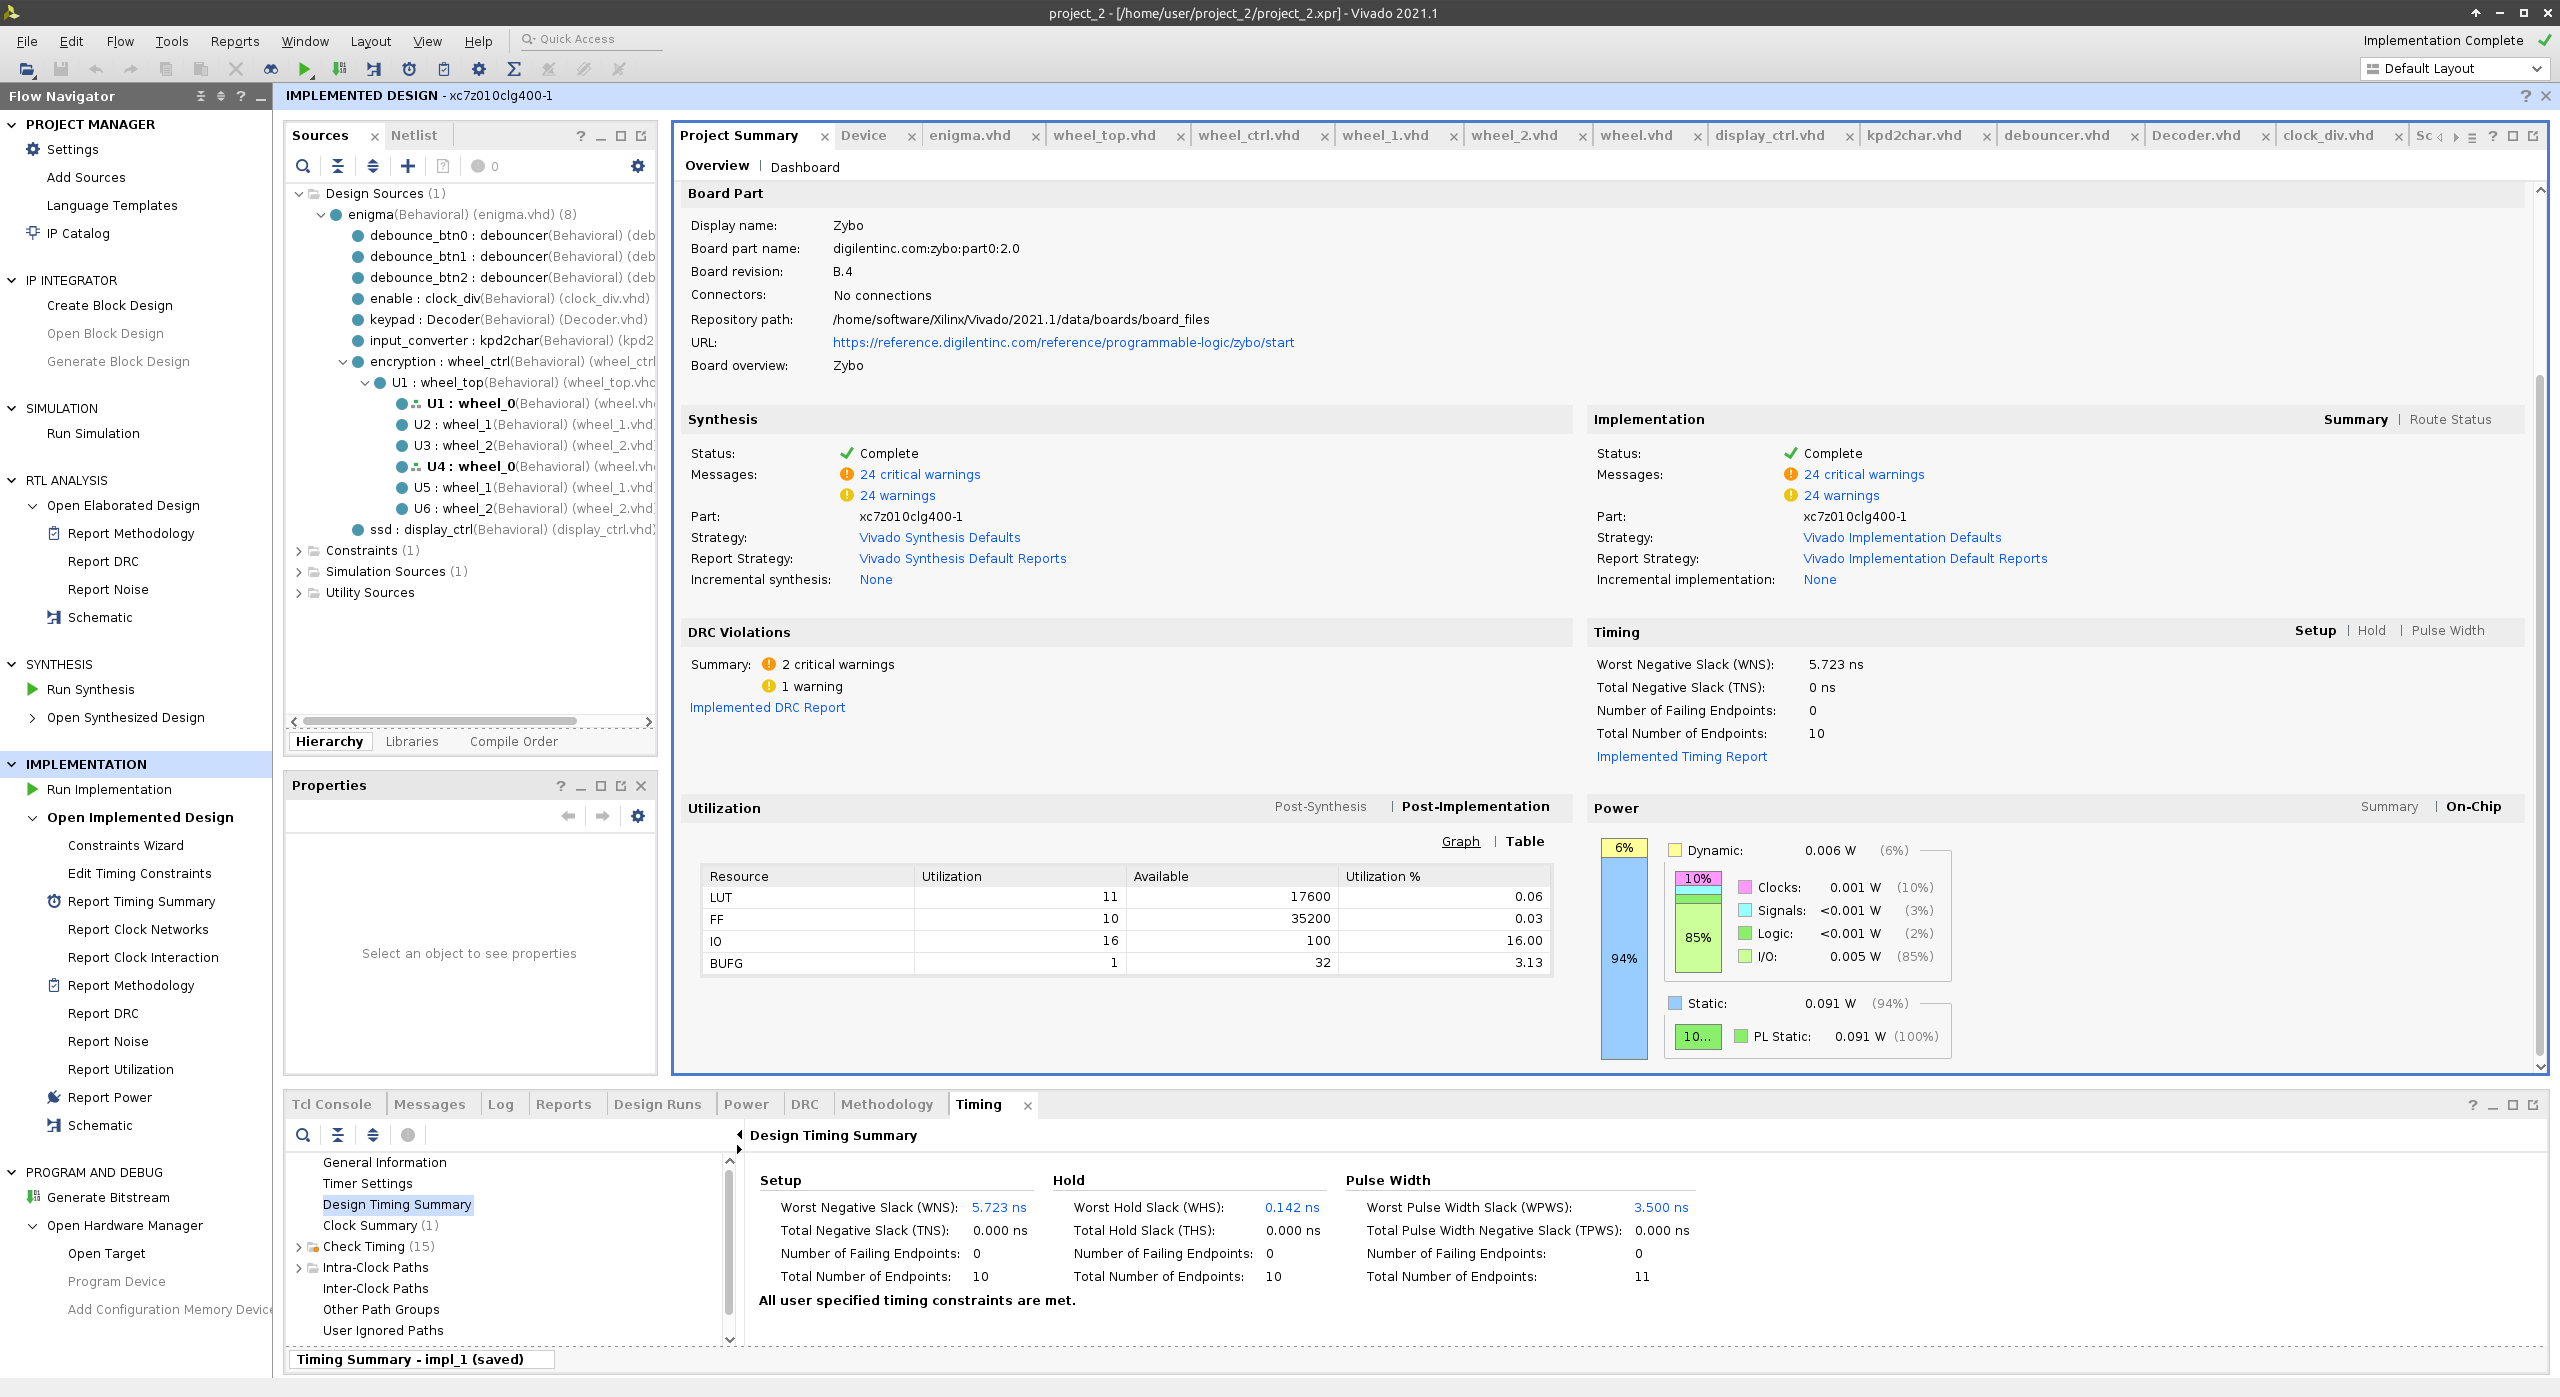 project_2 - [/home/user/project_2/project_2.xpr] - Vivado 2021.1
File Edit Flow Tools Reports Window Layout View Help Quick Access
Implementation Complete
Default Layout
Flow Navigator
PROJECT MANAGER
Settings
Add Sources
Language Templates
IP Catalog
IP INTEGRATOR
Create Block Design
Open Block Design
Generate Block Design
SIMULATION
Run Simulation
RTL ANALYSIS
Open Elaborated Design
Report Methodology
Report DRC
Report Noise
Schematic
SYNTHESIS
Run Synthesis
Open Synthesized Design
IMPLEMENTATION
Run Implementation
Open Implemented Design
Constraints Wizard
Edit Timing Constraints
Report Timing Summary
Report Clock Networks
Report Clock Interaction
Report Methodology
Report DRC
Report Noise
Report Utilization
Report Power
Schematic
PROGRAM AND DEBUG
Generate Bitstream
Open Hardware Manager
Open Target
Program Device
Add Configuration Memory Device
IMPLEMENTED DESIGN - xc7z010clg400-1
Sources Netlist
0
Design Sources (1)
enigma(Behavioral) (enigma.vhd) (8)
debounce_btn0 : debouncer(Behavioral) (deb
debounce_btn1 : debouncer(Behavioral) (deb
debounce_btn2 : debouncer(Behavioral) (deb
enable : clock_div(Behavioral) (clock_div.vhd)
keypad : Decoder(Behavioral) (Decoder.vhd)
input_converter : kpd2char(Behavioral) (kpd2
encryption : wheel_ctrl(Behavioral) (wheel_ctrl
U1 : wheel_top(Behavioral) (wheel_top.vhd
U1 : wheel_0(Behavioral) (wheel.vh
U2 : wheel_1(Behavioral) (wheel_1.vhd)
U3 : wheel_2(Behavioral) (wheel_2.vhd)
U4 : wheel_0(Behavioral) (wheel.vh
U5 : wheel_1(Behavioral) (wheel_1.vhd)
U6 : wheel_2(Behavioral) (wheel_2.vhd)
ssd : display_ctrl(Behavioral) (display_ctrl.vhd)
Constraints (1)
Simulation Sources (1)
Utility Sources
Hierarchy Libraries Compile Order
Properties
Select an object to see properties
Project Summary Device enigma.vhd wheel_top.vhd wheel_ctrl.vhd wheel_1.vhd wheel_2.vhd wheel.vhd display_ctrl.vhd kpd2char.vhd debouncer.vhd Decoder.vhd clock_div.vhd Sc
Overview | Dashboard
Board Part
Display name: Zybo
Board part name: digilentinc.com:zybo:part0:2.0
Board revision: B.4
Connectors: No connections
Repository path: /home/software/Xilinx/Vivado/2021.1/data/boards/board_files
URL: https://reference.digilentinc.com/reference/programmable-logic/zybo/start
Board overview: Zybo
Synthesis
Status: Complete
Messages: 24 critical warnings
24 warnings
Part: xc7z010clg400-1
Strategy: Vivado Synthesis Defaults
Report Strategy: Vivado Synthesis Default Reports
Incremental synthesis: None
Implementation Summary | Route Status
Status: Complete
Messages: 24 critical warnings
24 warnings
Part: xc7z010clg400-1
Strategy: Vivado Implementation Defaults
Report Strategy: Vivado Implementation Default Reports
Incremental implementation: None
DRC Violations
Summary: 2 critical warnings
1 warning
Implemented DRC Report
Timing Setup | Hold | Pulse Width
Worst Negative Slack (WNS): 5.723 ns
Total Negative Slack (TNS): 0 ns
Number of Failing Endpoints: 0
Total Number of Endpoints: 10
Implemented Timing Report
Utilization Post-Synthesis | Post-Implementation
Graph | Table
Resource Utilization Available Utilization %
LUT 11 17600 0.06
FF 10 35200 0.03
IO 16 100 16.00
BUFG 1 32 3.13
Power Summary | On-Chip
6%
94%
Dynamic: 0.006 W (6%)
10%
85%
Clocks: 0.001 W (10%)
Signals: <0.001 W (3%)
Logic: <0.001 W (2%)
I/O: 0.005 W (85%)
Static: 0.091 W (94%)
10...
PL Static: 0.091 W (100%)
Tcl Console Messages Log Reports Design Runs Power DRC Methodology Timing
General Information
Timer Settings
Design Timing Summary
Clock Summary (1)
Check Timing (15)
Intra-Clock Paths
Inter-Clock Paths
Other Path Groups
User Ignored Paths
Design Timing Summary
Setup Hold Pulse Width
Worst Negative Slack (WNS): 5.723 ns Worst Hold Slack (WHS): 0.142 ns Worst Pulse Width Slack (WPWS): 3.500 ns
Total Negative Slack (TNS): 0.000 ns Total Hold Slack (THS): 0.000 ns Total Pulse Width Negative Slack (TPWS): 0.000 ns
Number of Failing Endpoints: 0 Number of Failing Endpoints: 0 Number of Failing Endpoints: 0
Total Number of Endpoints: 10 Total Number of Endpoints: 10 Total Number of Endpoints: 11
All user specified timing constraints are met.
Timing Summary - impl_1 (saved)